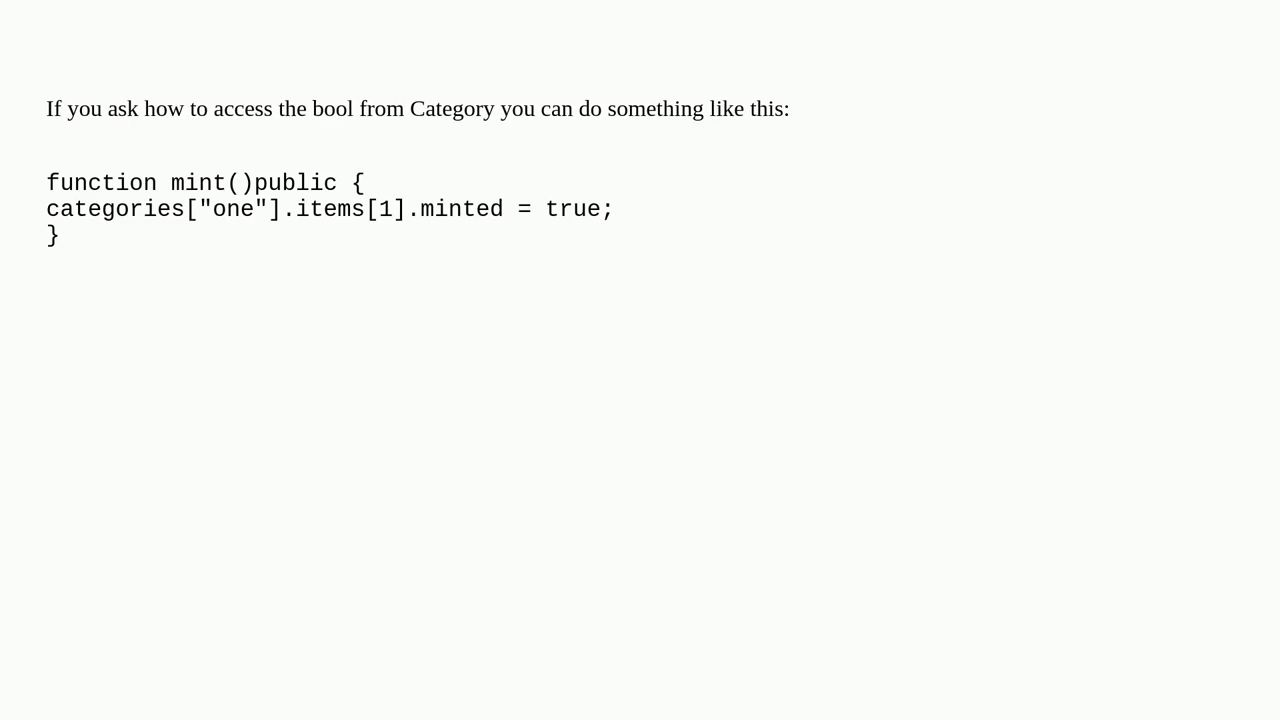 If you ask how to access the bool from Category you can do something like this:
function mint()public {
categories["one"].items[1].minted = true;
}